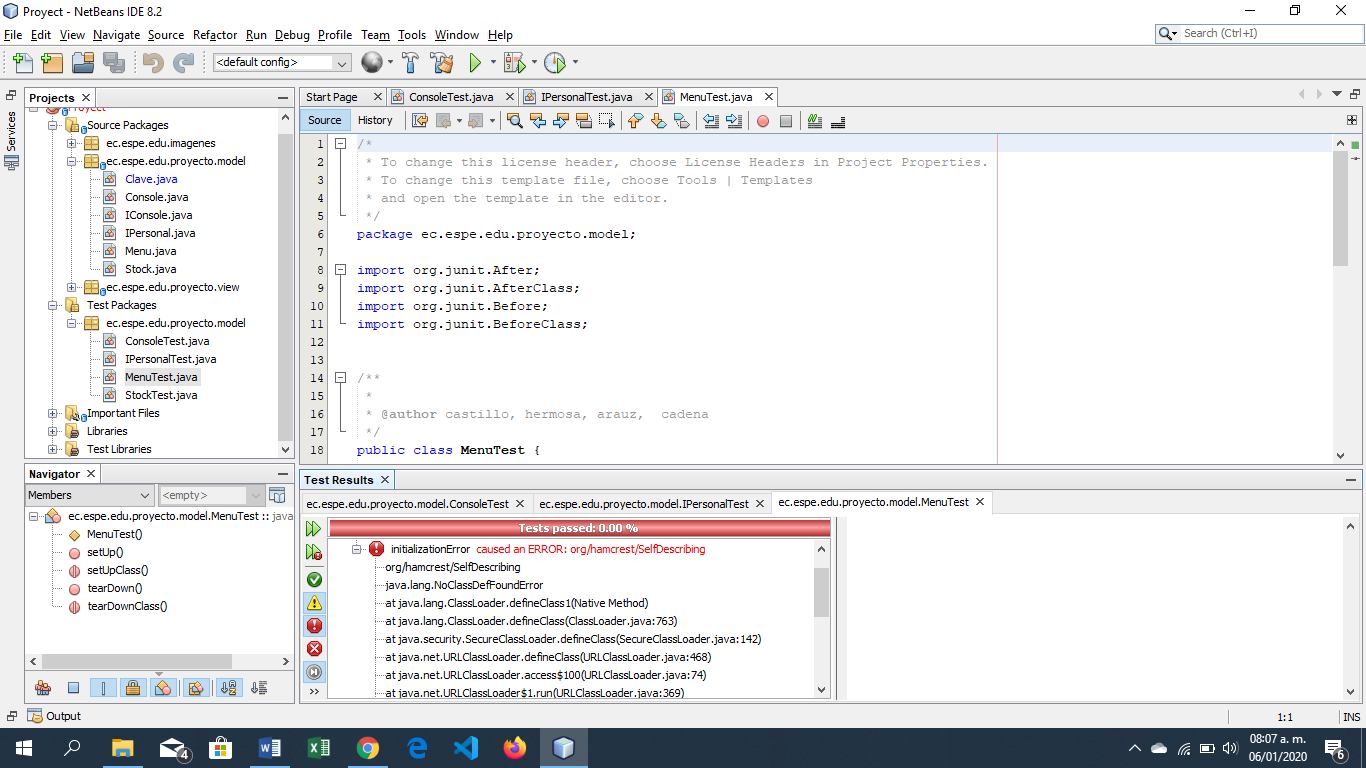 Proyect - NetBeans IDE 8.2
File Edit View Navigate Source Refactor Run Debug Profile Team Tools Window Help
Search (Ctrl+I)
<default config>
Services
Projects
Proyect
Source Packages
ec.espe.edu.imagenes
ec.espe.edu.proyecto.model
Clave.java
Console.java
IConsole.java
IPersonal.java
Menu.java
Stock.java
ec.espe.edu.proyecto.view
Test Packages
ec.espe.edu.proyecto.model
ConsoleTest.java
IPersonalTest.java
MenuTest.java
StockTest.java
Important Files
Libraries
Test Libraries
Start Page ConsoleTest.java IPersonalTest.java MenuTest.java
Source History
1 /*
2 * To change this license header, choose License Headers in Project Properties.
3 * To change this template file, choose Tools | Templates
4 * and open the template in the editor.
5 */
6 package ec.espe.edu.proyecto.model;
7
8 import org.junit.After;
9 import org.junit.AfterClass;
10 import org.junit.Before;
11 import org.junit.BeforeClass;
12
13
14 /**
15 *
16 * @author castillo, hermosa, arauz, cadena
17 */
18 public class MenuTest {
Navigator
Members <empty>
ec.espe.edu.proyecto.model.MenuTest :: java
MenuTest()
setUp()
setUpClass()
tearDown()
tearDownClass()
Test Results
ec.espe.edu.proyecto.model.ConsoleTest ec.espe.edu.proyecto.model.IPersonalTest ec.espe.edu.proyecto.model.MenuTest
Tests passed: 0.00 %
initializationError caused an ERROR: org/hamcrest/SelfDescribing
org/hamcrest/SelfDescribing
java.lang.NoClassDefFoundError
at java.lang.ClassLoader.defineClass1(Native Method)
at java.lang.ClassLoader.defineClass(ClassLoader.java:763)
at java.security.SecureClassLoader.defineClass(SecureClassLoader.java:142)
at java.net.URLClassLoader.defineClass(URLClassLoader.java:468)
at java.net.URLClassLoader.access$100(URLClassLoader.java:74)
at java.net.URLClassLoader$1.run(URLClassLoader.java:369)
Output
1:1 INS
4
08:07 a. m.
06/01/2020
6